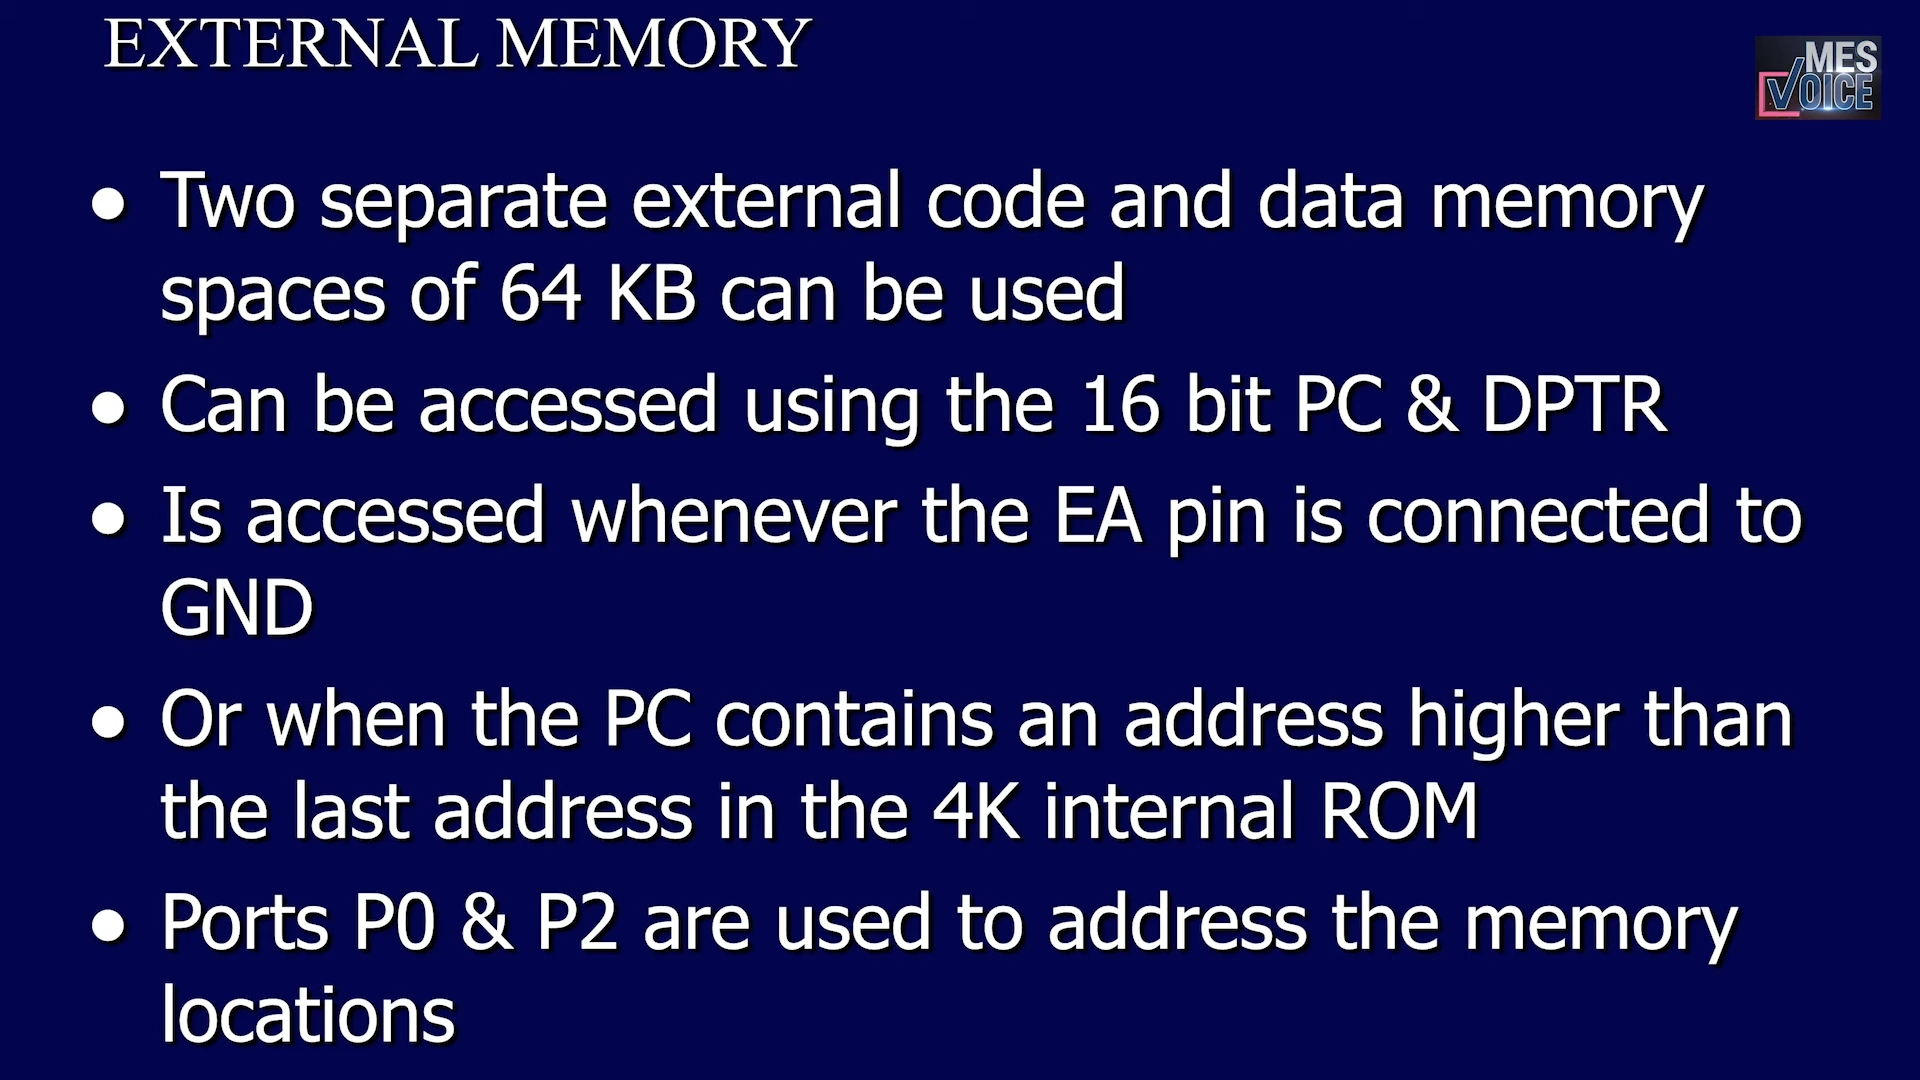 EXTERNAL MEMORY
MES
VOICE
● Two separate external code and data memory
spaces of 64 KB can be used
● Can be accessed using the 16 bit PC & DPTR
● Is accessed whenever the EA pin is connected to
GND
● Or when the PC contains an address higher than
the last address in the 4K internal ROM
● Ports P0 & P2 are used to address the memory
locations